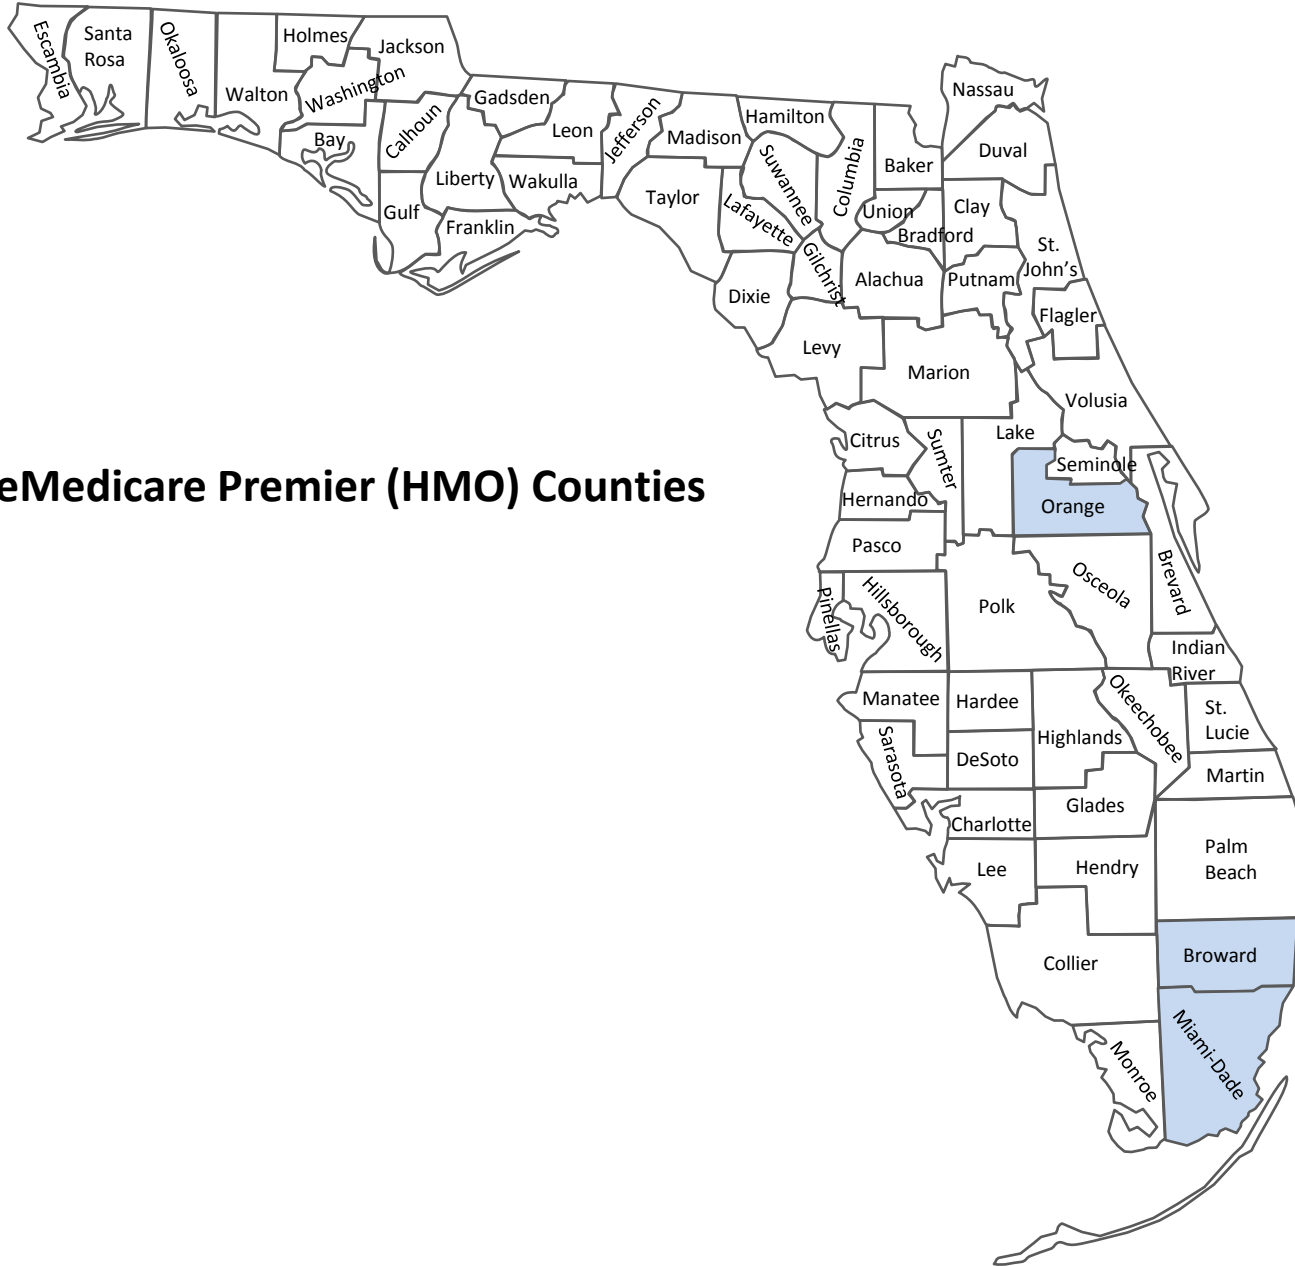 Escambia
Santa
Rosa
Okaloosa
Walton
Holmes
Washington
Jackson
Bay
Calhoun
Gulf
Liberty
Gadsden
Leon
Wakulla
Franklin
Jefferson
Madison
Taylor
Hamilton
Suwannee
Lafayette
Columbia
Baker
Nassau
Duval
Union
Bradford
Clay
St.
John’s
Dixie
Gilchrist
Alachua
Putnam
Flagler
Levy
Marion
Volusia
Citrus
Sumter
Lake
Seminole
eMedicare Premier (HMO) Counties
Hernando
Orange
Pasco
Pinellas
Hillsborough
Polk
Osceola
Brevard
Indian
River
Manatee
Hardee
Highlands
Okeechobee
St.
Lucie
Sarasota
DeSoto
Martin
Charlotte
Glades
Lee
Hendry
Palm
Beach
Collier
Broward
Monroe
Miami-Dade